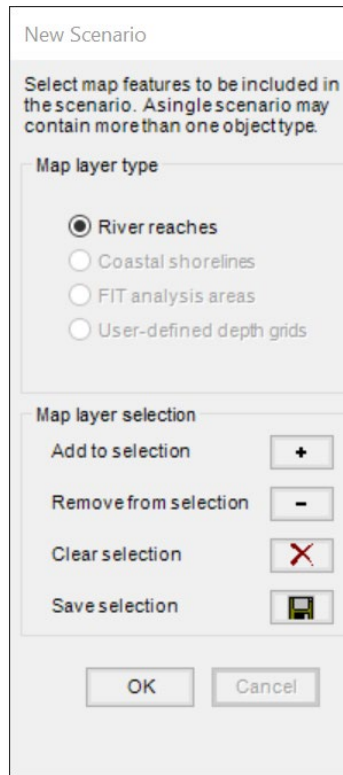 New Scenario
Select map features to be included in
the scenario. Asingle scenario may
contain more than one object type.
Map layer type
River reaches
Coastal shorelines
FIT analysis areas
User-defined depth grids
Map layer selection
Add to selection +
Remove from selection -
Clear selection
Save selection
OK Cancel